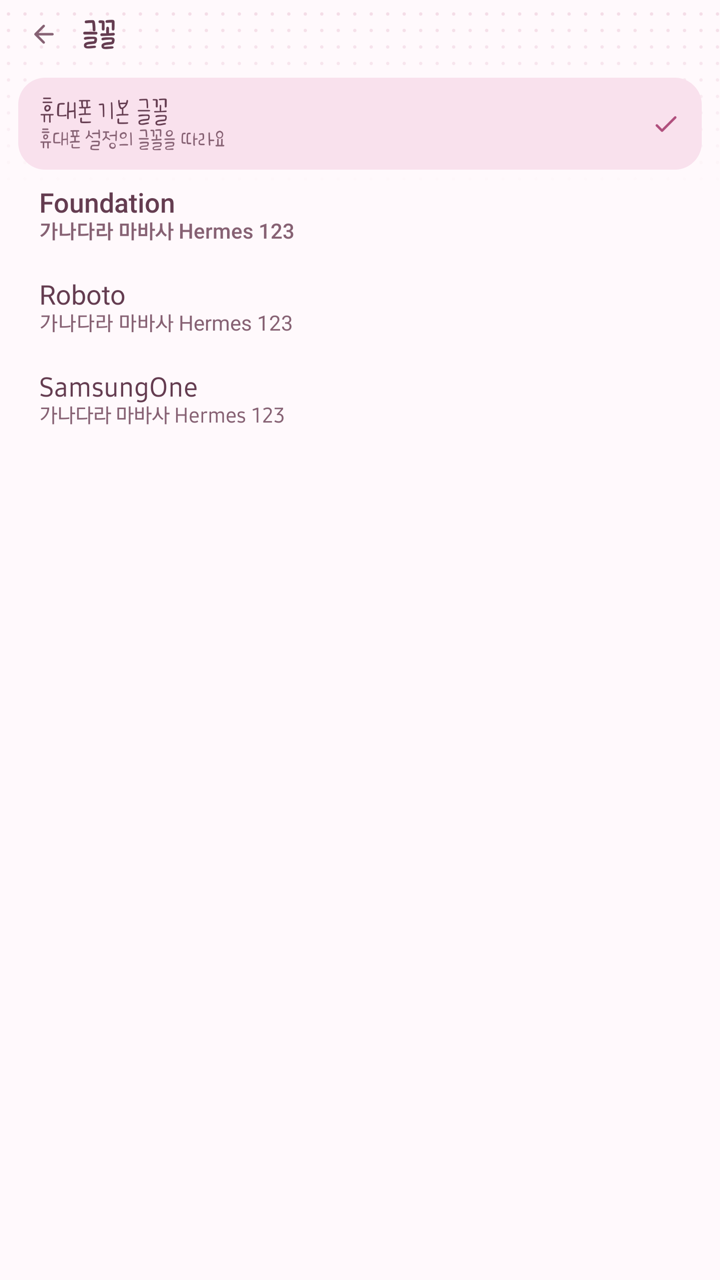 글꼴
휴대폰 기본 글꼴
휴대폰 설정의 글꼴을 따라요
Foundation
가나다라 마바사 Hermes 123
Roboto
가나다라 마바사 Hermes 123
SamsungOne
가나다라 마바사 Hermes 123